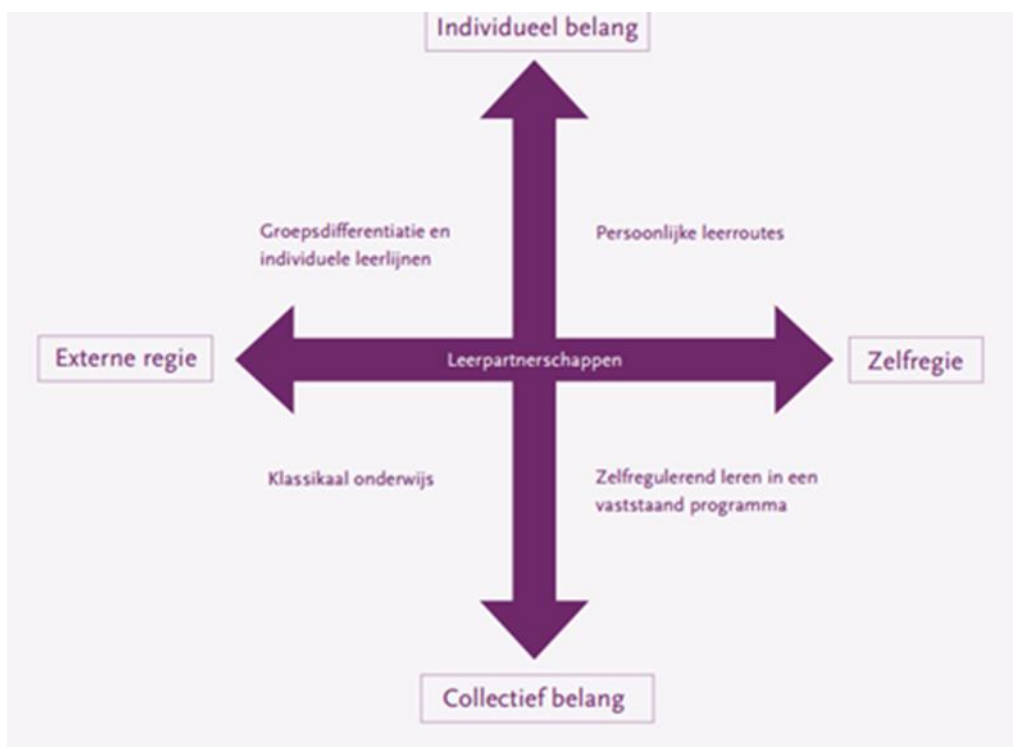 Individueel belang
Groepsdifferentiatie en
individuele leerlijnen
Persoonlijke leerroutes
Externe regie
Leerpartnerschappen
Zelfregie
Klassikaal onderwijs
Zelfregulerend leren in een
vaststaand programma
Collectief belang